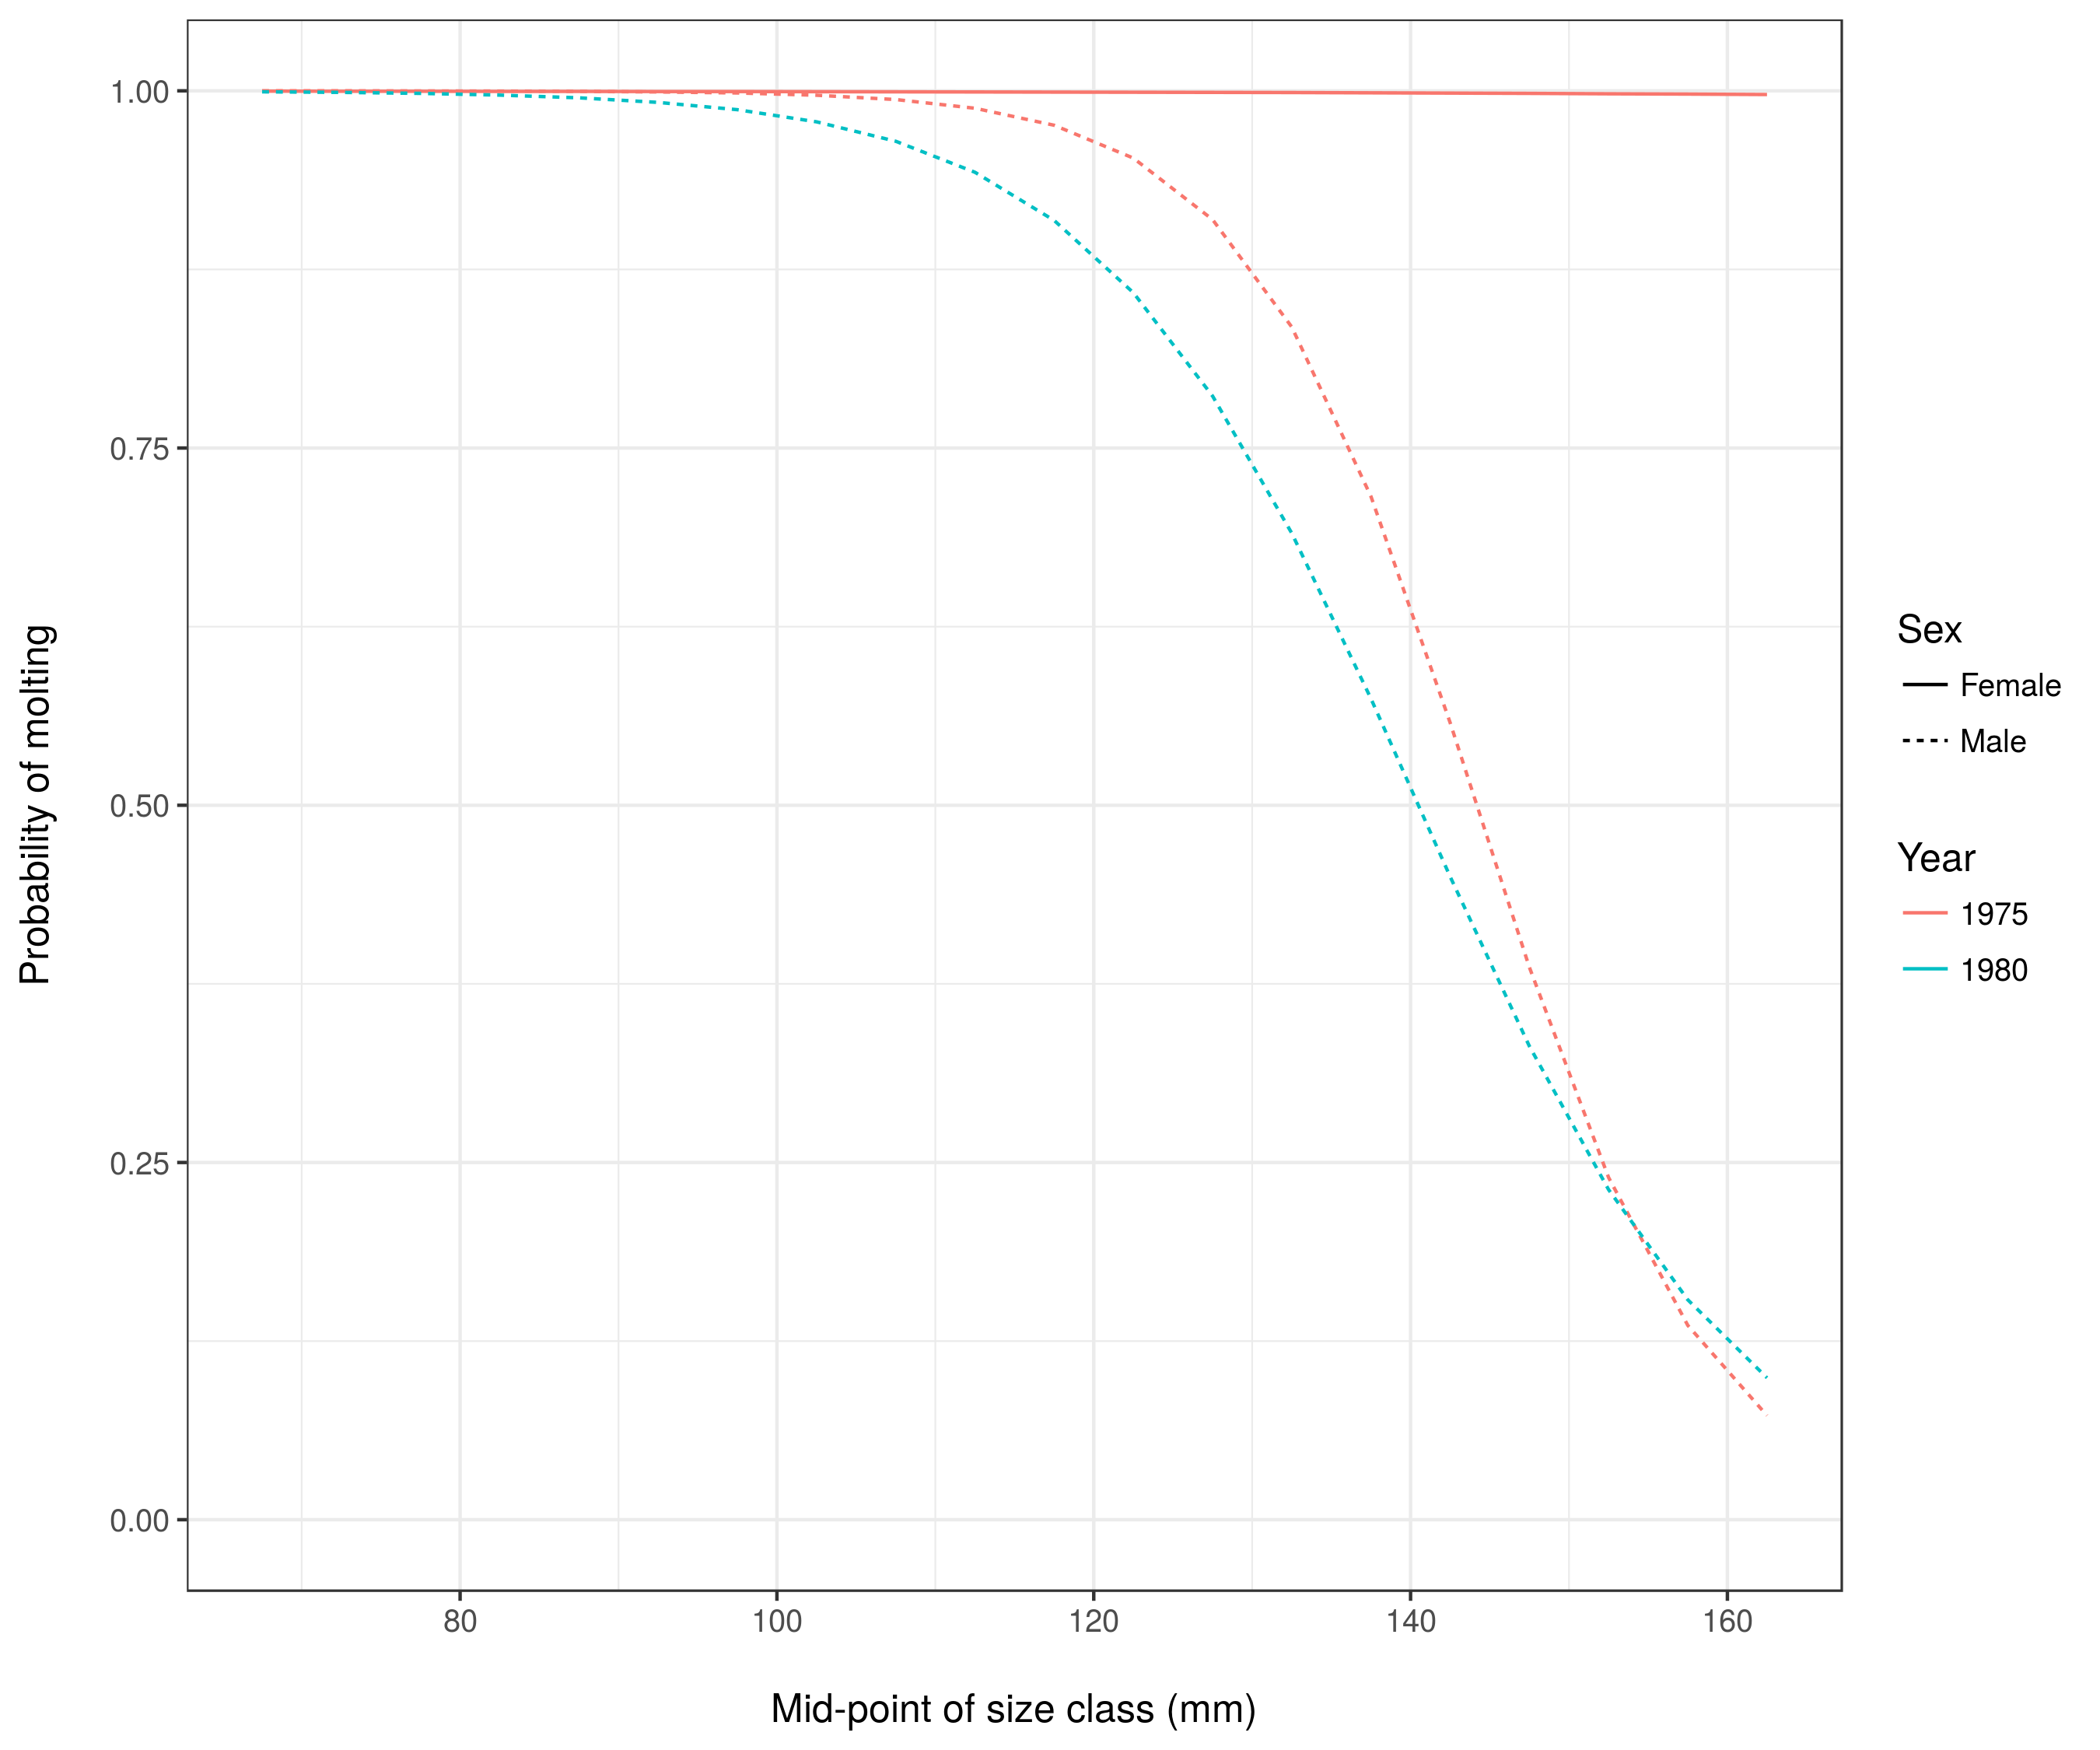 1.00
0.75
0.50
0.25
0.00
Probability of molting
80 100 120 140 160
Mid-point of size class (mm)
Sex
Female
Male
Year
1975
1980